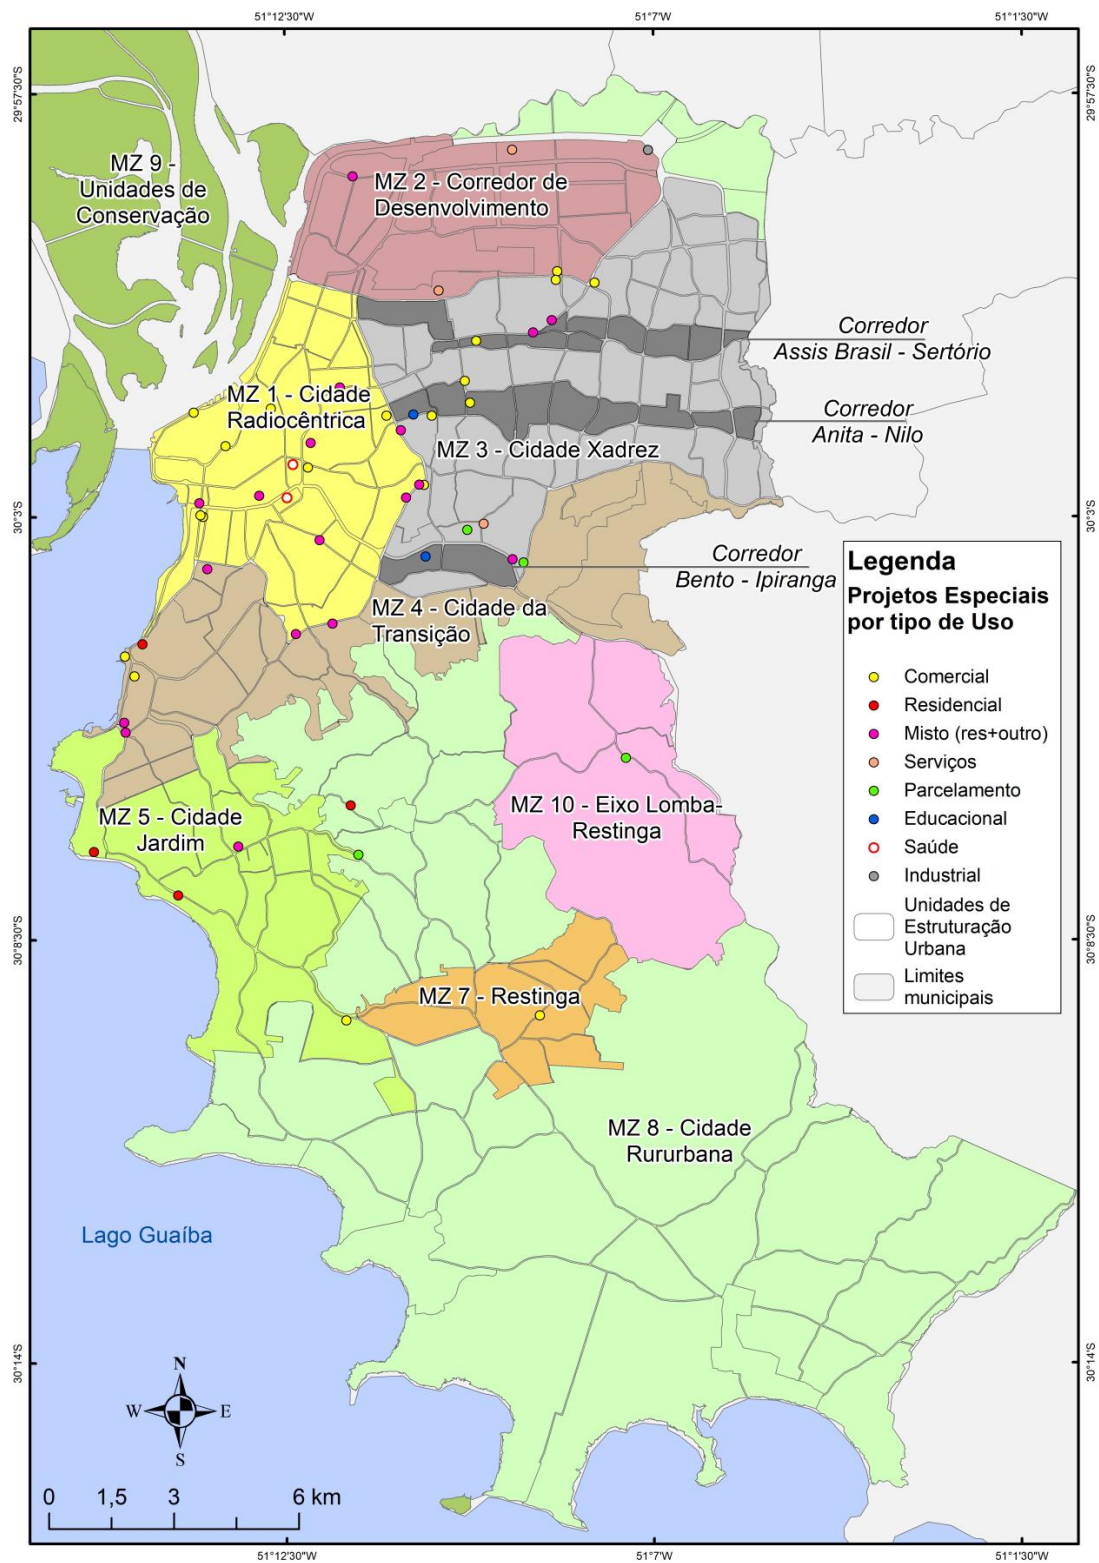 51°12'30"W
51°7'W
51°1'30"W
29°57'30"S
29°57'30"S
MZ 9 -
Unidades de
Conservação
MZ 2 - Corredor de
Desenvolvimento
Corredor
Assis Brasil - Sertório
MZ 1 - Cidade
Radiocêntrica
Corredor
Anita - Nilo
MZ 3 - Cidade Xadrez
30°3'S
30°3'S
Corredor
Bento - Ipiranga
MZ 4 - Cidade da
Transição
Legenda
Projetos Especiais
por tipo de Uso
Comercial
Residencial
Misto (res+outro)
Serviços
Parcelamento
Educacional
Saúde
Industrial
Unidades de
Estruturação
Urbana
Limites
municipais
MZ 10 - Eixo Lomba-
Restinga
MZ 5 - Cidade
Jardim
30°8'30"S
30°8'30"S
MZ 7 - Restinga
MZ 8 - Cidade
Rururbana
Lago Guaíba
30°14'S
30°14'S
N
W
E
S
0
1,5
3
6 km
51°12'30"W
51°7'W
51°1'30"W